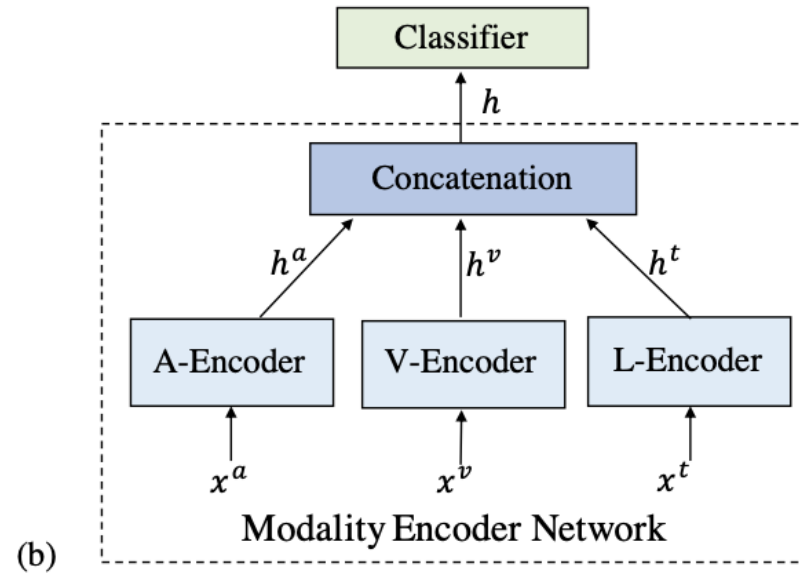 Classifier
h
Concatenation
h^a h^v h^t
A-Encoder V-Encoder L-Encoder
x^a x^v x^t
Modality Encoder Network
(b)